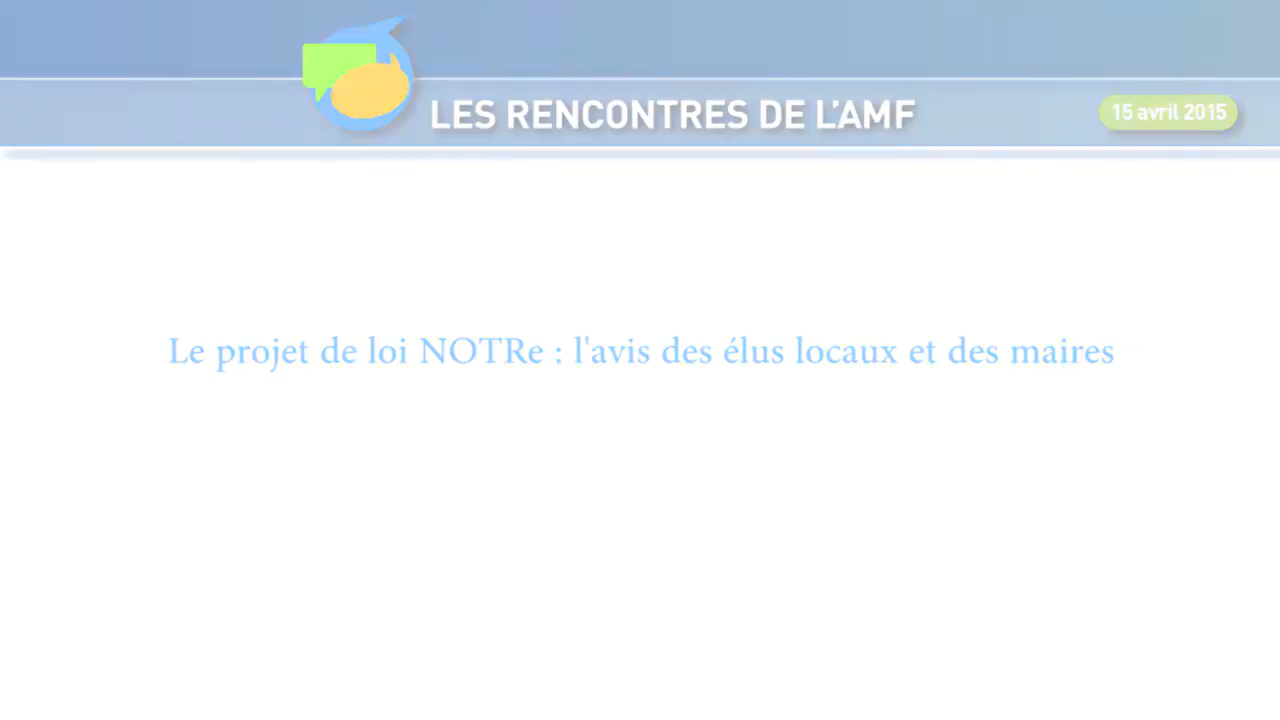 LES RENCONTRES DE L'AMF
15 avril 2015
Le projet de loi NOTRe : l'avis des élus locaux et des maires